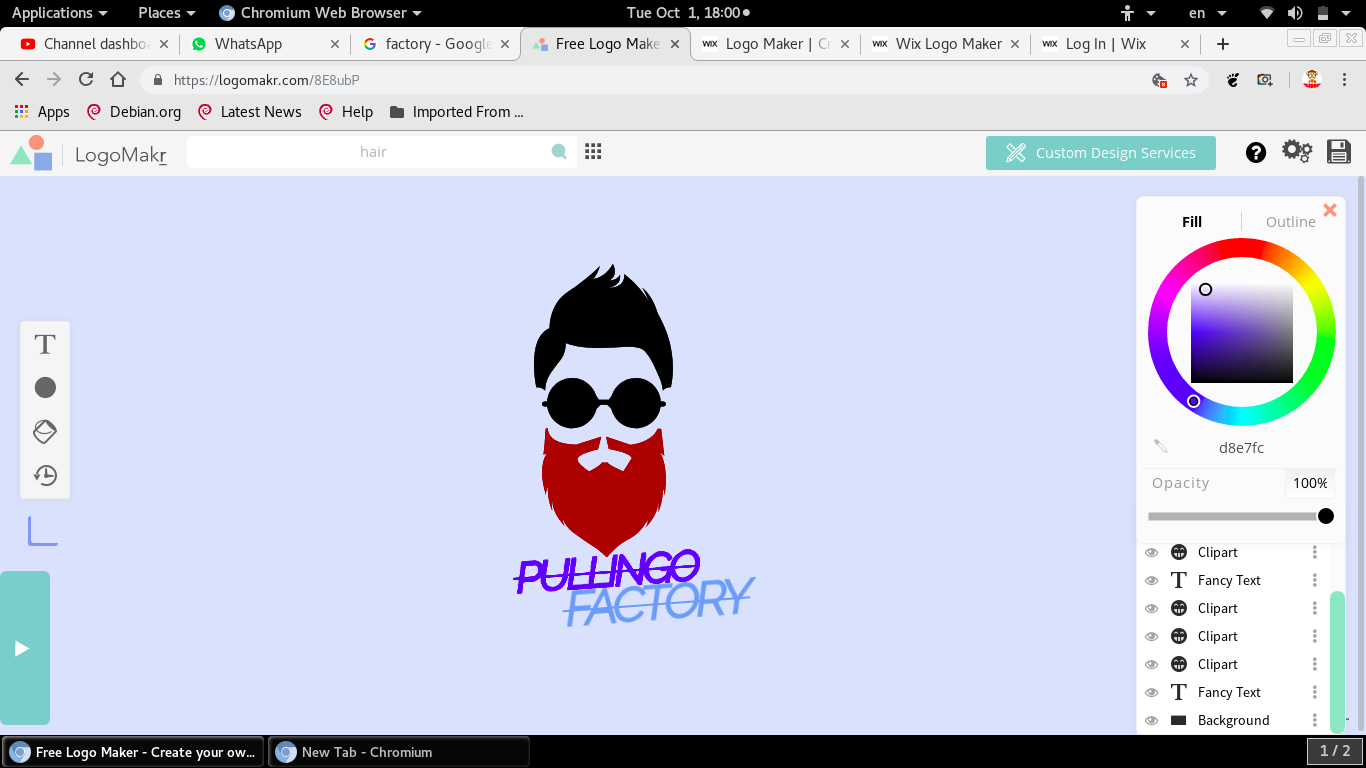 Applications Places Chromium Web Browser Tue Oct 1, 18:00 en
Channel dashboa WhatsApp factory - Google Free Logo Make Logo Maker | Cr Wix Logo Maker Log In | Wix
https://logomakr.com/8E8ubP
Apps Debian.org Latest News Help Imported From ...
LogoMakr hair Custom Design Services
Fill Outline
d8e7fc
Opacity 100%
Clipart
T Fancy Text
Clipart
Clipart
Clipart
T Fancy Text
Background
T
PULLINGO
FACTORY
Free Logo Maker - Create your ow... New Tab - Chromium 1 / 2